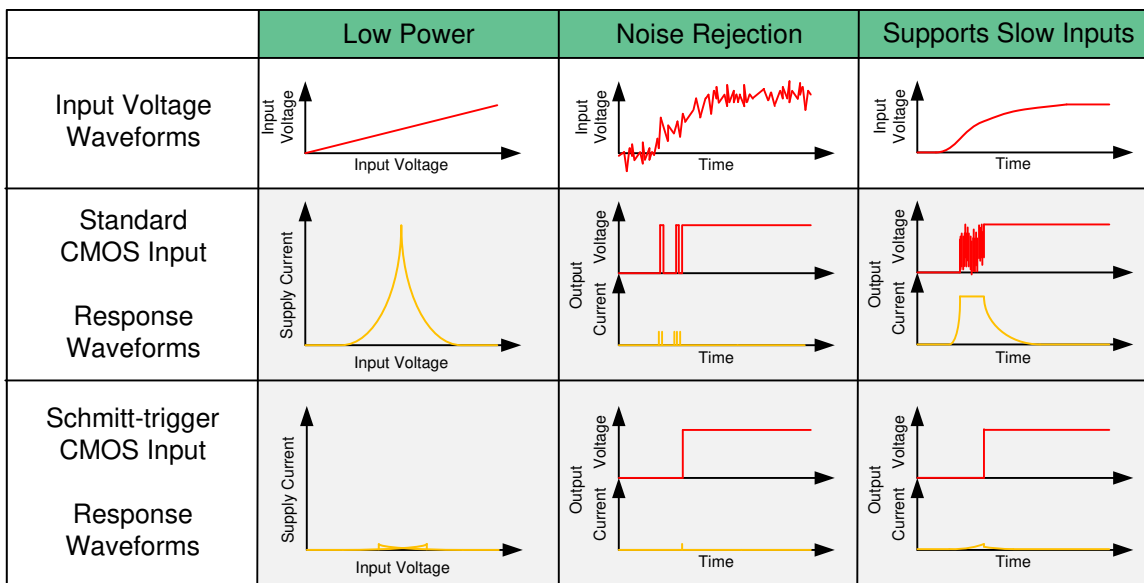 Low Power
Noise Rejection
Supports Slow Inputs
Input Voltage
Waveforms
Input
Voltage
Input Voltage
Input
Voltage
Time
Input
Voltage
Time
Standard
CMOS Input
Response
Waveforms
Supply Current
Input Voltage
Output
Current
Voltage
Time
Output
Current
Voltage
Time
Schmitt-trigger
CMOS Input
Response
Waveforms
Supply Current
Input Voltage
Output
Current
Voltage
Time
Output
Current
Voltage
Time